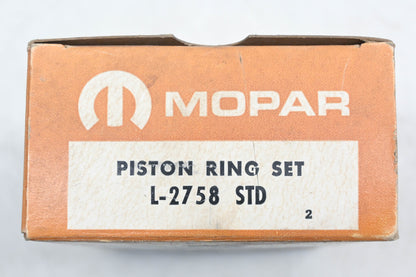 MOPAR
PISTON RING SET
L-2758 STD
2